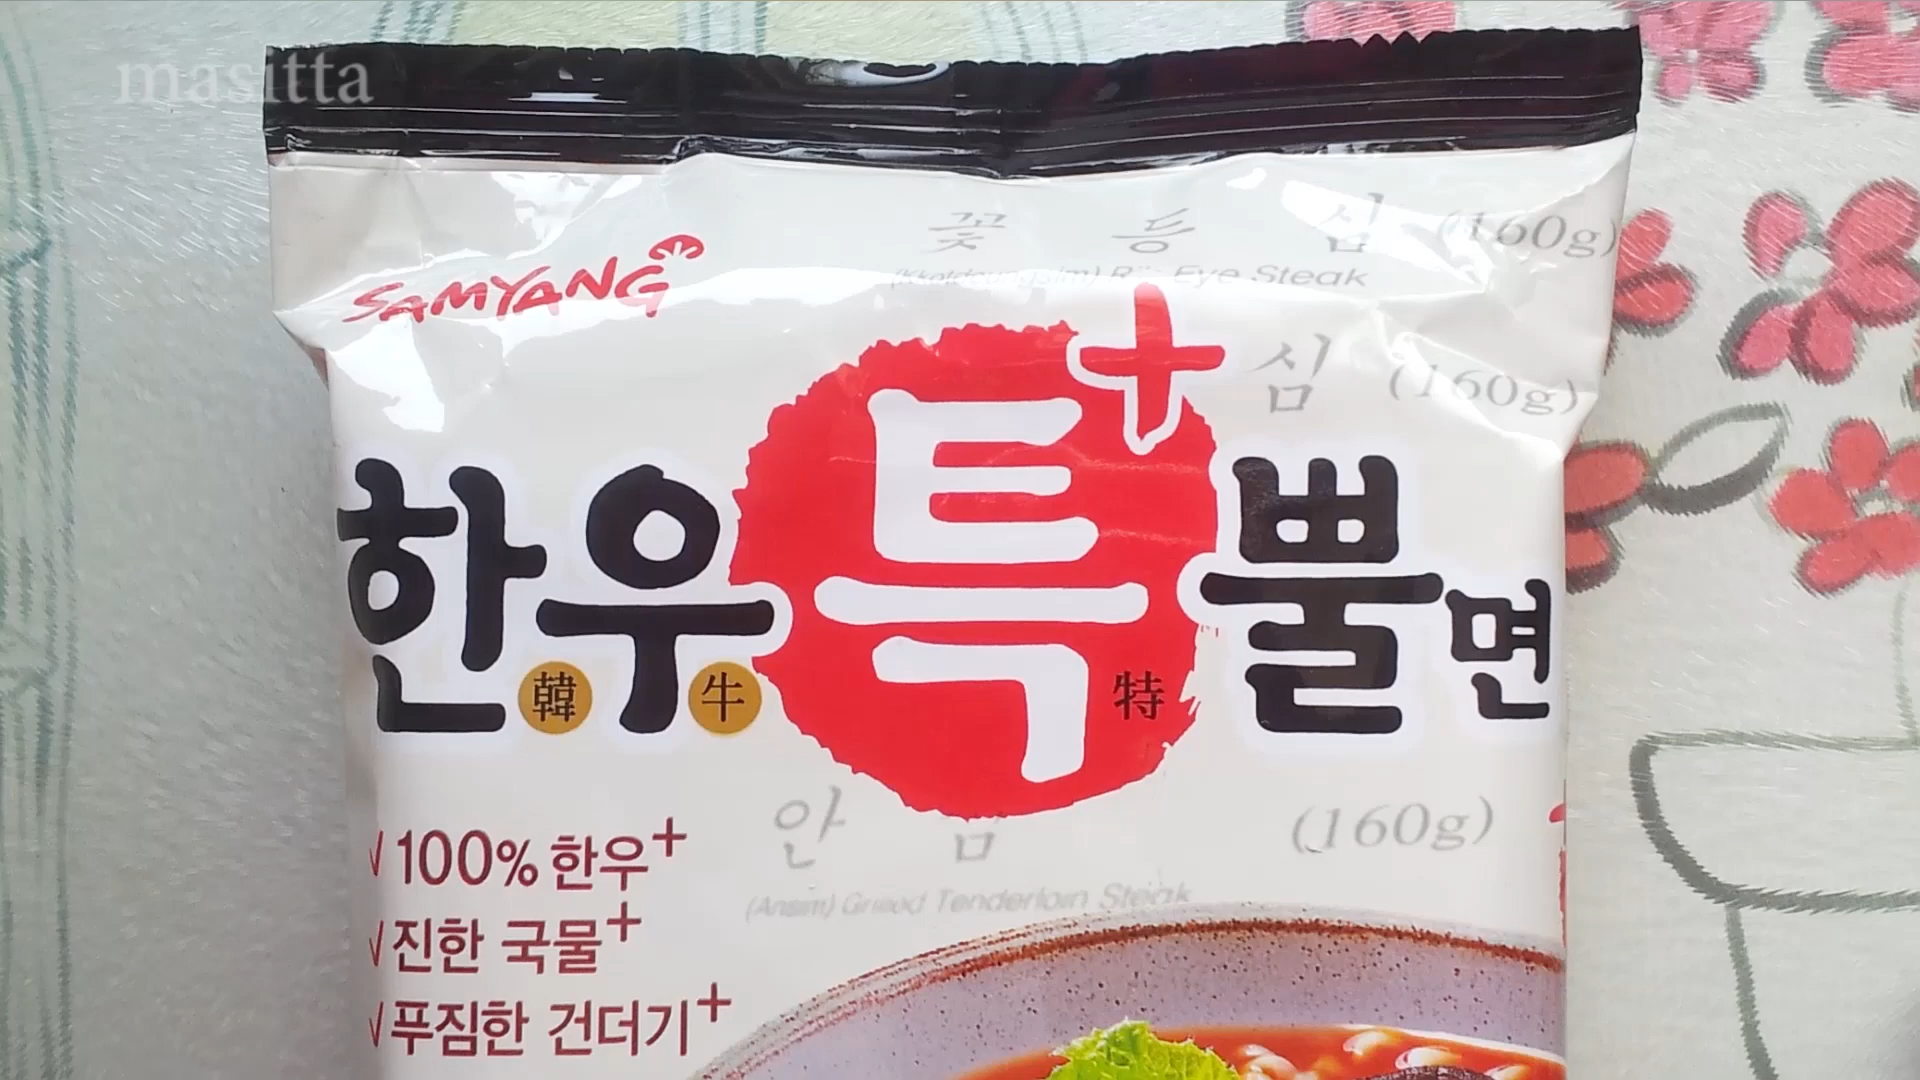 masitta
SAMYANG
꽃 등 심 (160g)
(Kkotdeungsim) Rib Eye Steak
심 (160g)
한우특+뿔면
韓 牛 特
안 심 (160g)
(Ansim) Grilled Tenderloin Steak
√100% 한우+
√진한 국물+
√푸짐한 건더기+